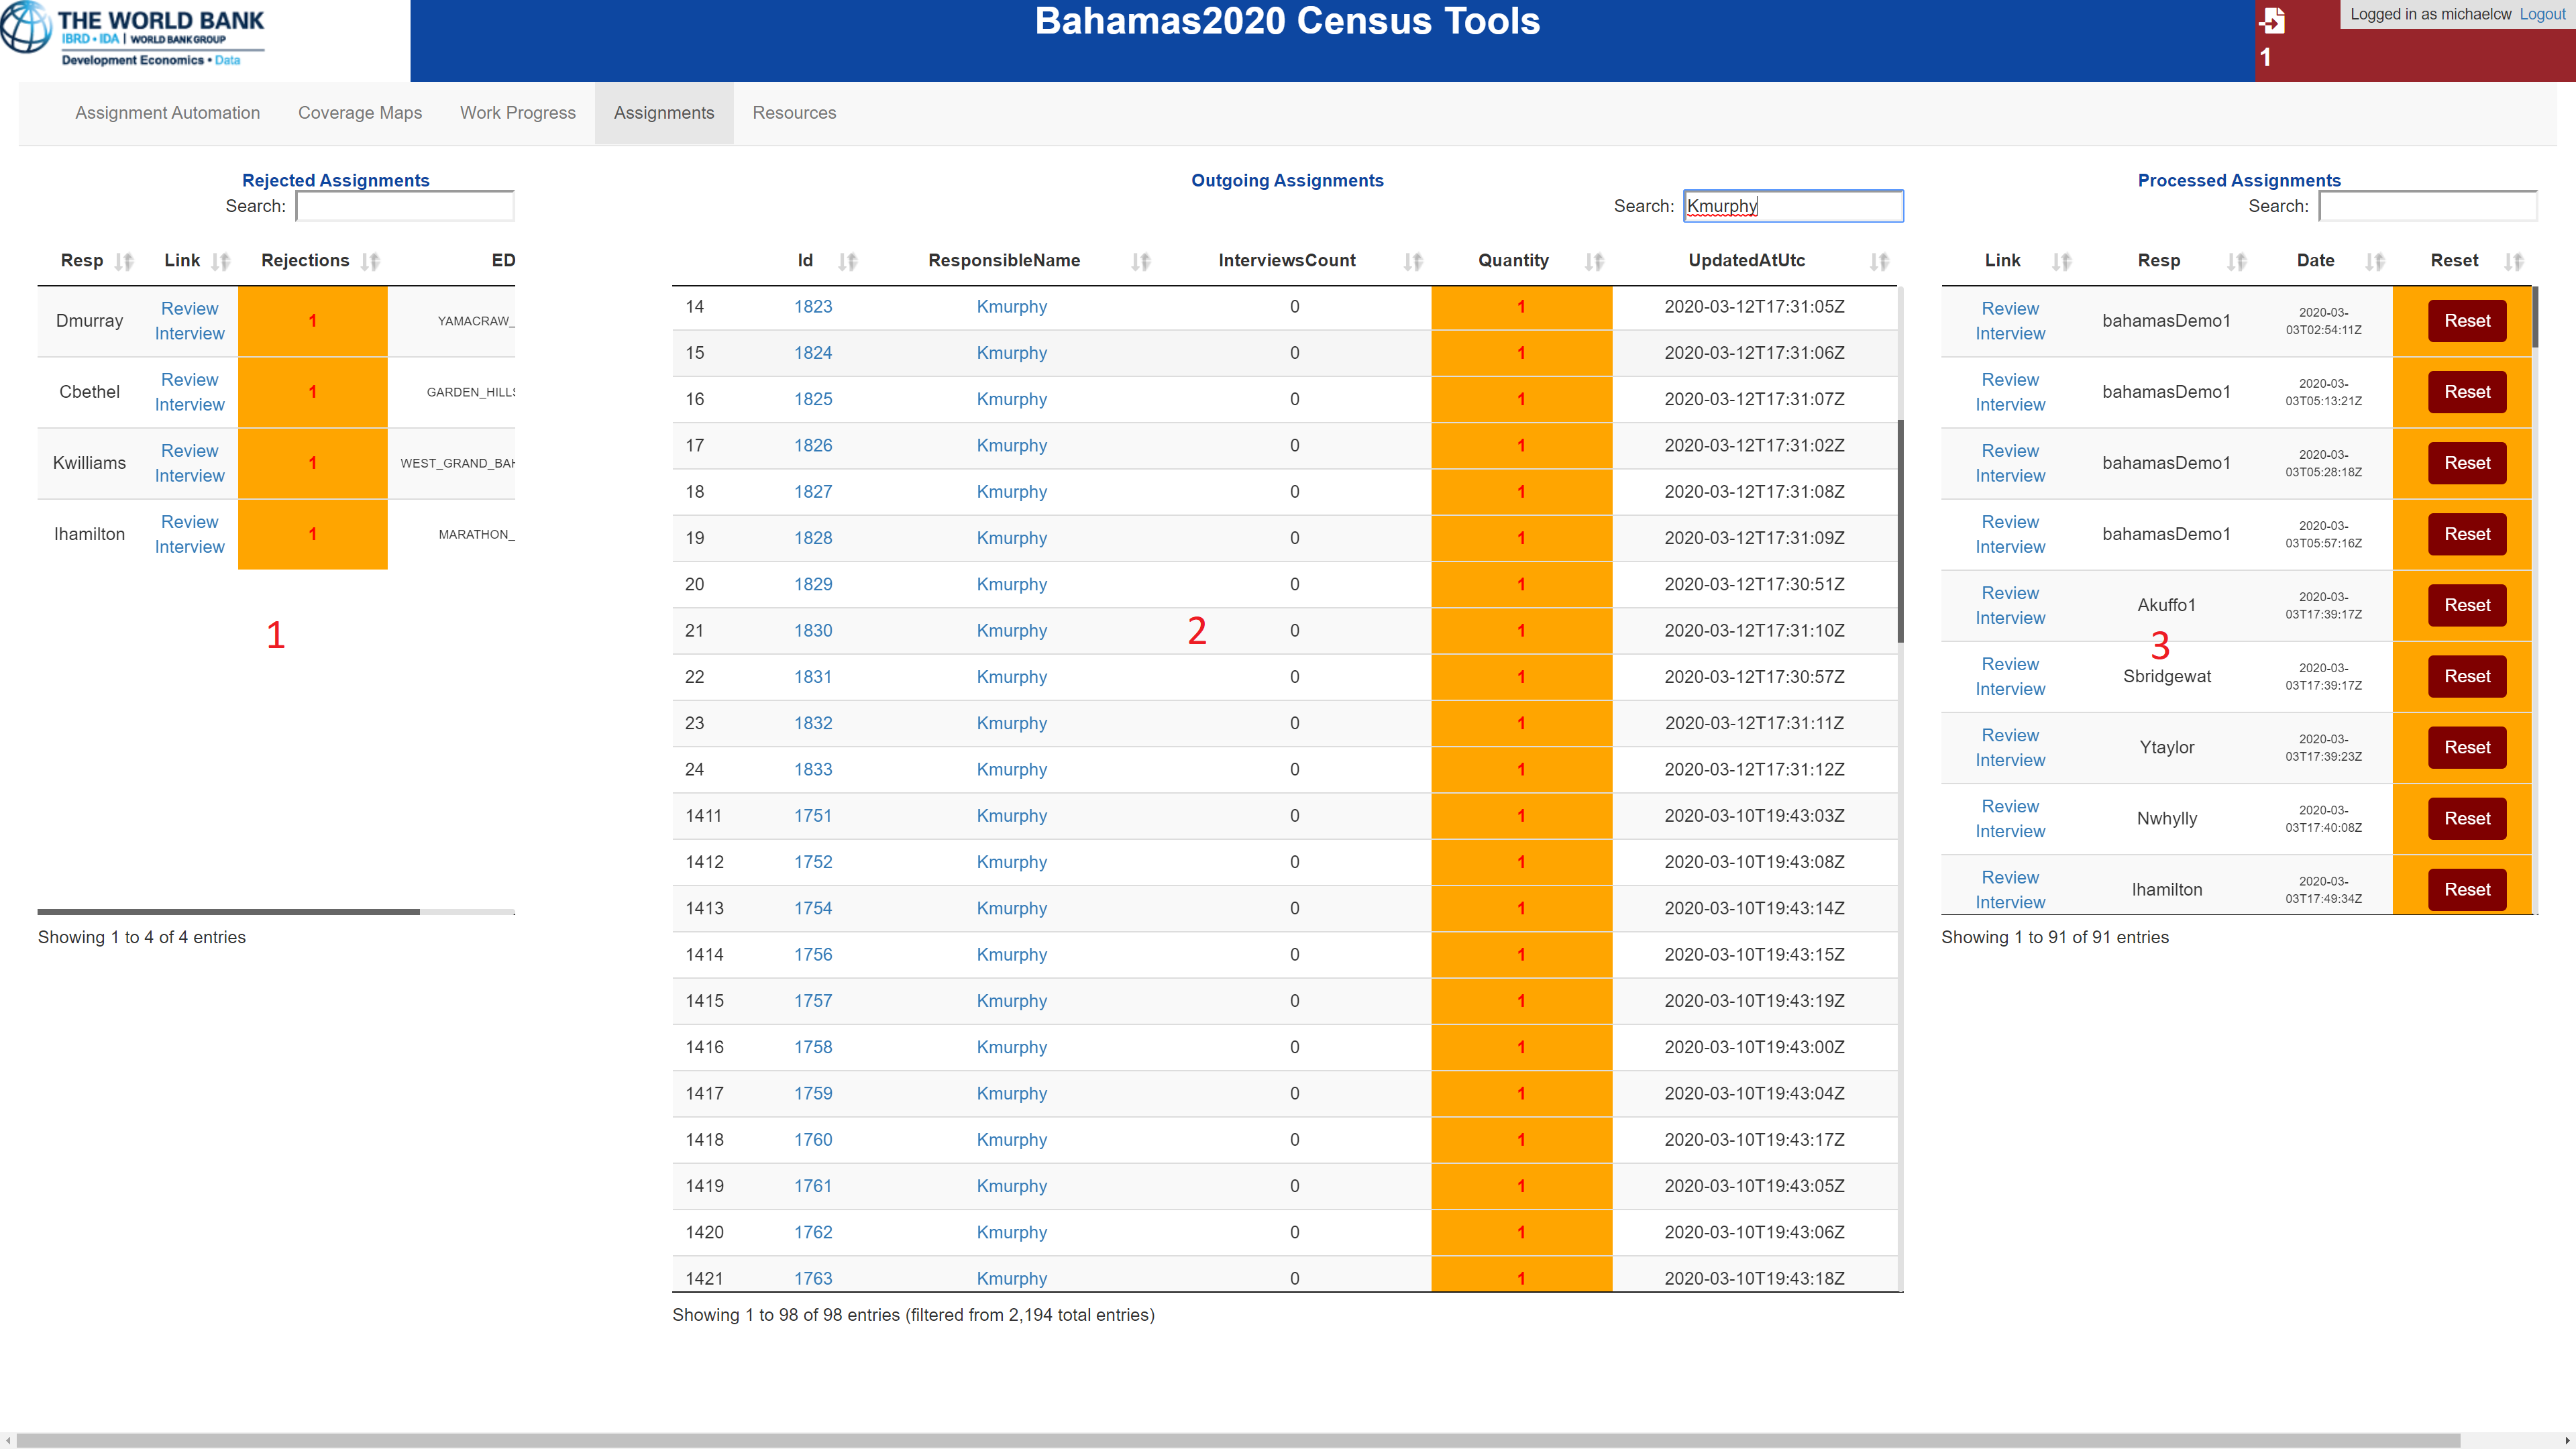 THE WORLD BANK
IBRD • IDA | WORLD BANK GROUP
Development Economics • Data
Bahamas2020 Census Tools
1
Logged in as michaelcw Logout
Assignment Automation Coverage Maps Work Progress Assignments Resources
Rejected Assignments
Search:
Resp Link Rejections ED
Dmurray Review Interview 1 YAMACRAW_
Cbethel Review Interview 1 GARDEN_HILLS
Kwilliams Review Interview 1 WEST_GRAND_BAH
Ihamilton Review Interview 1 MARATHON_
1
Showing 1 to 4 of 4 entries
Outgoing Assignments
Search: Kmurphy
Id ResponsibleName InterviewsCount Quantity UpdatedAtUtc
14 1823 Kmurphy 0 1 2020-03-12T17:31:05Z
15 1824 Kmurphy 0 1 2020-03-12T17:31:06Z
16 1825 Kmurphy 0 1 2020-03-12T17:31:07Z
17 1826 Kmurphy 0 1 2020-03-12T17:31:02Z
18 1827 Kmurphy 0 1 2020-03-12T17:31:08Z
19 1828 Kmurphy 0 1 2020-03-12T17:31:09Z
20 1829 Kmurphy 0 1 2020-03-12T17:30:51Z
21 1830 Kmurphy 2 0 1 2020-03-12T17:31:10Z
22 1831 Kmurphy 0 1 2020-03-12T17:30:57Z
23 1832 Kmurphy 0 1 2020-03-12T17:31:11Z
24 1833 Kmurphy 0 1 2020-03-12T17:31:12Z
1411 1751 Kmurphy 0 1 2020-03-10T19:43:03Z
1412 1752 Kmurphy 0 1 2020-03-10T19:43:08Z
1413 1754 Kmurphy 0 1 2020-03-10T19:43:14Z
1414 1756 Kmurphy 0 1 2020-03-10T19:43:15Z
1415 1757 Kmurphy 0 1 2020-03-10T19:43:19Z
1416 1758 Kmurphy 0 1 2020-03-10T19:43:00Z
1417 1759 Kmurphy 0 1 2020-03-10T19:43:04Z
1418 1760 Kmurphy 0 1 2020-03-10T19:43:17Z
1419 1761 Kmurphy 0 1 2020-03-10T19:43:05Z
1420 1762 Kmurphy 0 1 2020-03-10T19:43:06Z
1421 1763 Kmurphy 0 1 2020-03-10T19:43:18Z
Showing 1 to 98 of 98 entries (filtered from 2,194 total entries)
Processed Assignments
Search:
Link Resp Date Reset
Review Interview bahamasDemo1 2020-03-03T02:54:11Z Reset
Review Interview bahamasDemo1 2020-03-03T05:13:21Z Reset
Review Interview bahamasDemo1 2020-03-03T05:28:18Z Reset
Review Interview bahamasDemo1 2020-03-03T05:57:16Z Reset
Review Interview Akuffo1 2020-03-03T17:39:17Z Reset
3
Review Interview Sbridgewat 2020-03-03T17:39:17Z Reset
Review Interview Ytaylor 2020-03-03T17:39:23Z Reset
Review Interview Nwhylly 2020-03-03T17:40:08Z Reset
Review Interview Ihamilton 2020-03-03T17:49:34Z Reset
Showing 1 to 91 of 91 entries